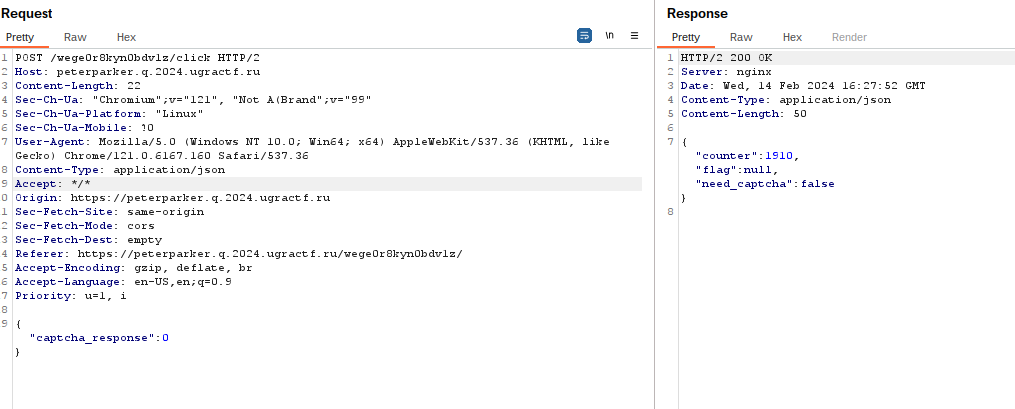 Request
Pretty Raw Hex
\n
1 POST /wege0r8kyn0bdvlz/click HTTP/2
2 Host: peterparker.q.2024.ugractf.ru
3 Content-Length: 22
4 Sec-Ch-Ua: "Chromium";v="121", "Not A(Brand";v="99"
5 Sec-Ch-Ua-Platform: "Linux"
6 Sec-Ch-Ua-Mobile: ?0
7 User-Agent: Mozilla/5.0 (Windows NT 10.0; Win64; x64) AppleWebKit/537.36 (KHTML, like
Gecko) Chrome/121.0.6167.160 Safari/537.36
8 Content-Type: application/json
9 Accept: */*
0 Origin: https://peterparker.q.2024.ugractf.ru
1 Sec-Fetch-Site: same-origin
2 Sec-Fetch-Mode: cors
3 Sec-Fetch-Dest: empty
4 Referer: https://peterparker.q.2024.ugractf.ru/wege0r8kyn0bdvlz/
5 Accept-Encoding: gzip, deflate, br
6 Accept-Language: en-US,en;q=0.9
7 Priority: u=1, i
8
9 {
"captcha_response":0
}
Response
Pretty Raw Hex Render
1 HTTP/2 200 OK
2 Server: nginx
3 Date: Wed, 14 Feb 2024 16:27:52 GMT
4 Content-Type: application/json
5 Content-Length: 50
6
7 {
"counter":1910,
"flag":null,
"need_captcha":false
}
8